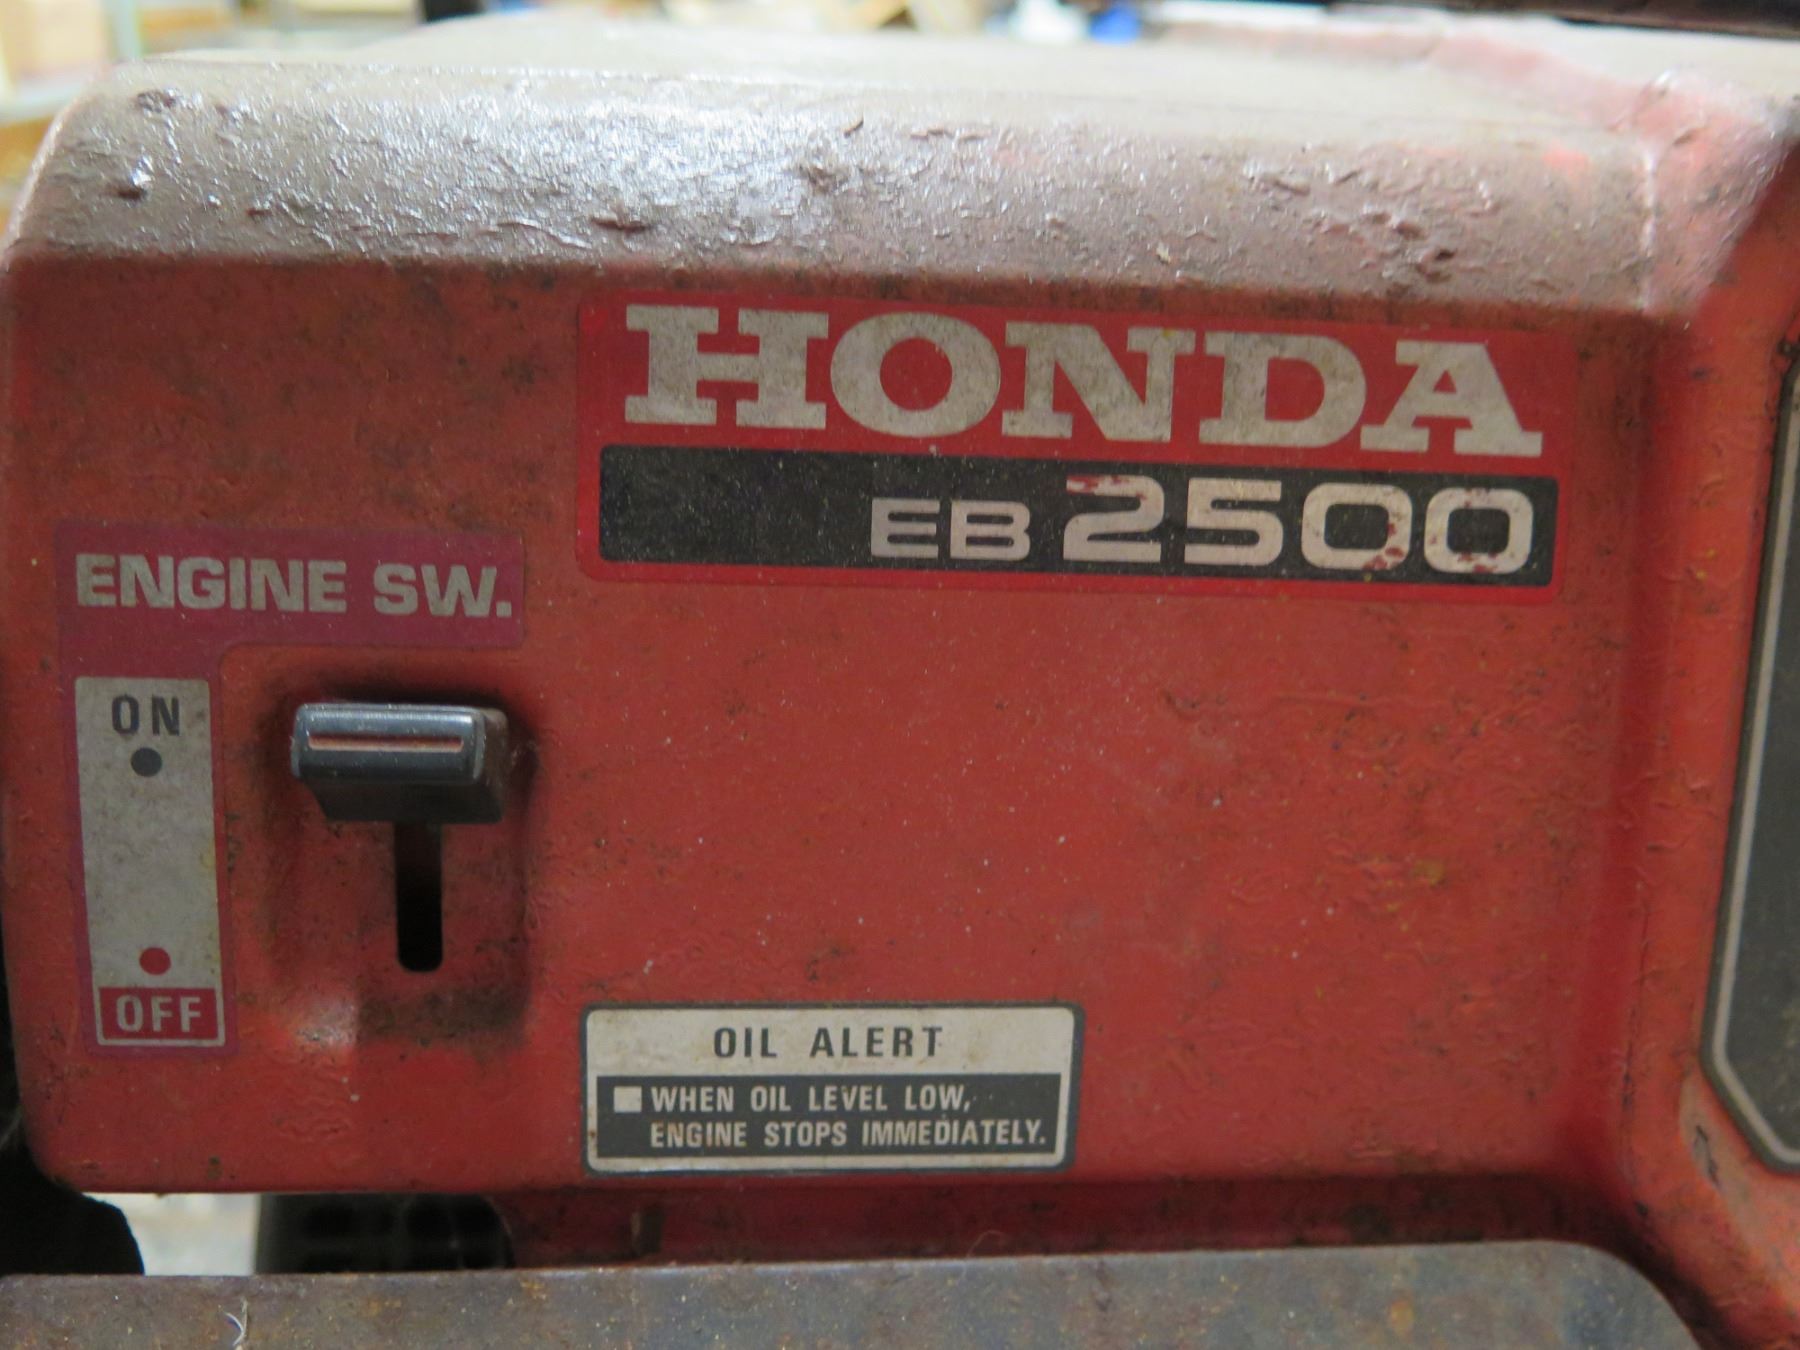 HONDA
EB 2500
ENGINE SW.
ON
OFF
OIL ALERT
WHEN OIL LEVEL LOW,
ENGINE STOPS IMMEDIATELY.